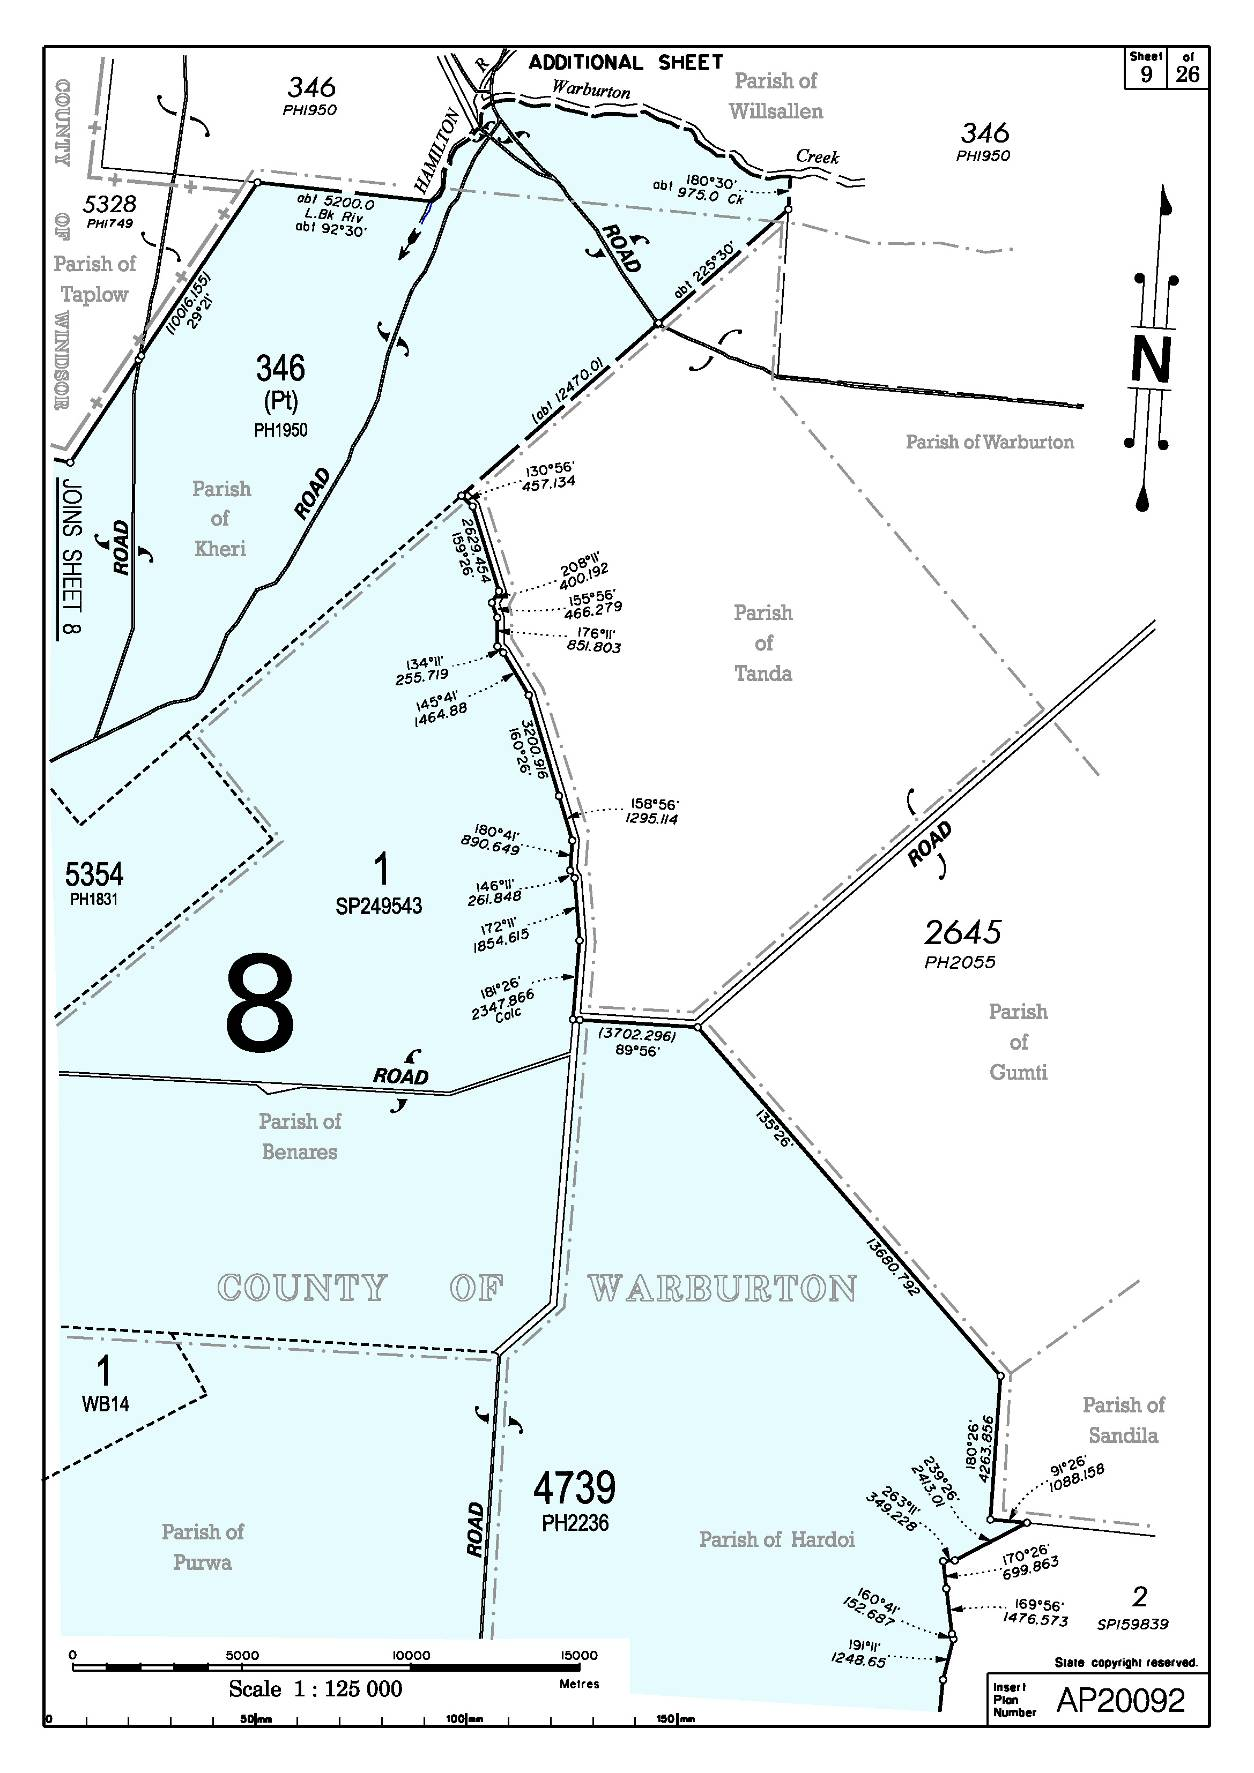 ADDITIONAL SHEET
Sheet of
9 26
346
PH1950
HAMILTON
R
Warburton
Creek
Parish of
Willsallen
346
PH1950
180°30'
abt 975.0 Ck
COUNTY OF WINDSOR
5328
PH1749
Parish of
Taplow
abt 5200.0
L.Bk Riv
abt 92°30'
(10016.155)
29°21'
ROAD
abt 225°30'
(abt 12470.0)
N
346
(Pt)
PH1950
Parish of Warburton
JOINS SHEET 8
ROAD
Parish
of
Kheri
ROAD
130°56'
457.134
2629.454
159°26'
208°11'
400.192
155°56'
466.279
176°11'
851.803
134°11'
255.719
145°41'
1464.88
Parish
of
Tanda
3200.916
160°26'
158°56'
1295.114
180°41'
890.649
146°11'
261.848
172°11'
1854.615
181°26'
2347.866
Calc
5354
PH1831
1
SP249543
8
ROAD
2645
PH2055
(3702.296)
89°56'
Parish
of
Gumti
ROAD
Parish of
Benares
135°26'
13680.792
COUNTY OF WARBURTON
1
WB14
180°26'
4263.856
Parish of
Sandila
91°26'
1088.158
239°26'
2413.01
263°11'
349.228
4739
PH2236
ROAD
Parish of
Purwa
Parish of Hardoi
170°26'
699.863
160°41'
152.687
169°56'
1476.573
191°11'
1248.65
2
SP159839
0 5000 10000 15000
Scale 1 : 125 000
Metres
State copyright reserved.
Insert
Plan
Number
AP20092
0 50mm 100mm 150mm